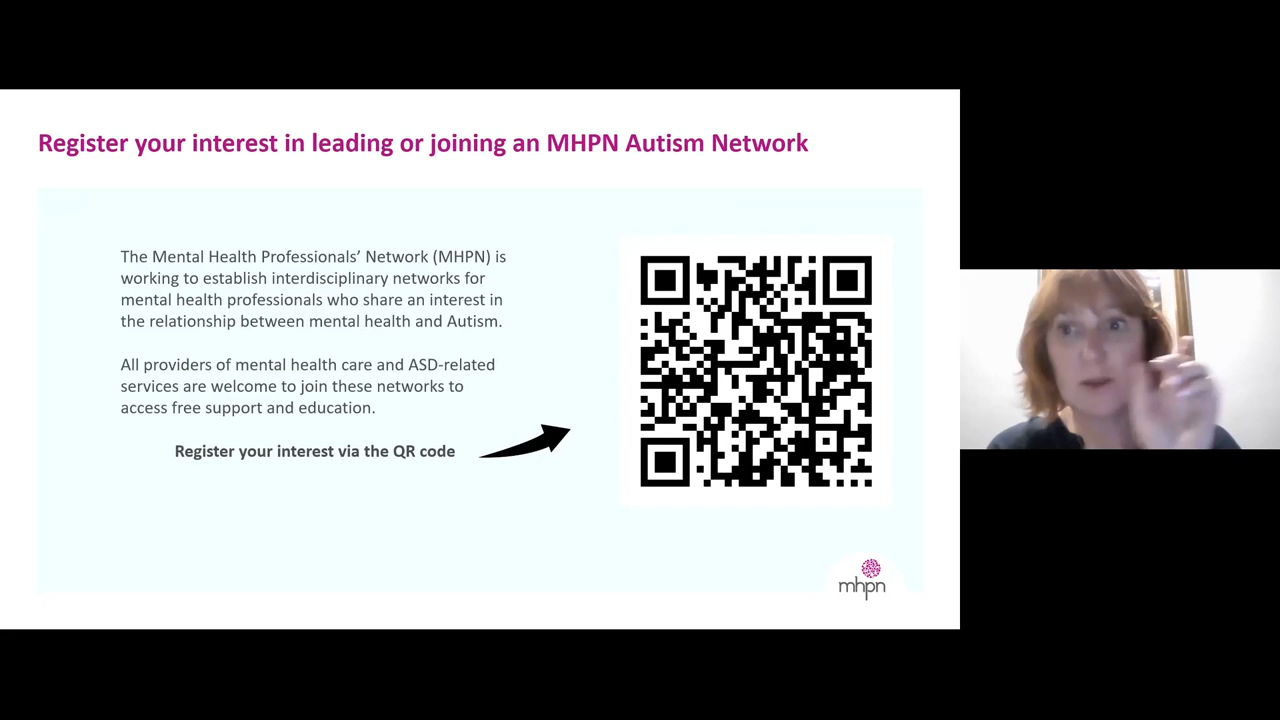 Register your interest in leading or joining an MHPN Autism Network
The Mental Health Professionals’ Network (MHPN) is
working to establish interdisciplinary networks for
mental health professionals who share an interest in
the relationship between mental health and Autism.
All providers of mental health care and ASD-related
services are welcome to join these networks to
access free support and education.
Register your interest via the QR code
mhpn